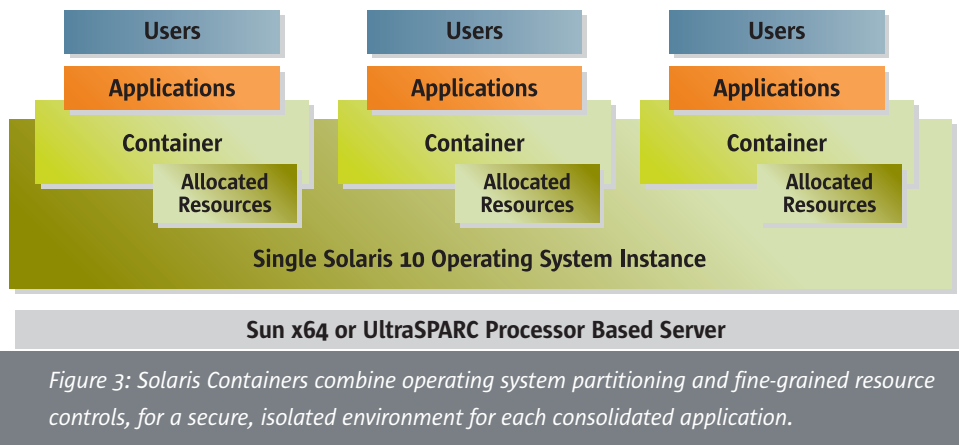 Users Users Users
Applications Applications Applications
Container Container Container
Allocated Allocated Allocated
Resources Resources Resources
Single Solaris 10 Operating System Instance
Sun x64 or UltraSPARC Processor Based Server
Figure 3: Solaris Containers combine operating system partitioning and fine-grained resource
controls, for a secure, isolated environment for each consolidated application.